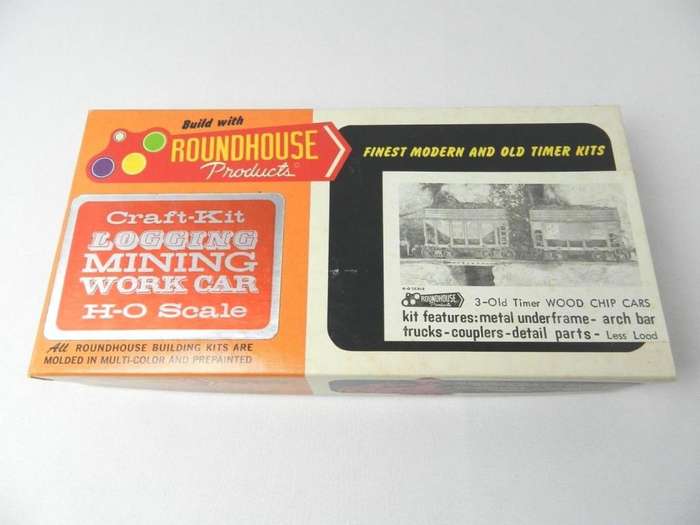 Build with
ROUNDHOUSE
Products
Craft-Kit
LOGGING
MINING
WORK CAR
H-O Scale
All ROUNDHOUSE BUILDING KITS ARE
MOLDED IN MULTI-COLOR AND PREPAINTED
FINEST MODERN AND OLD TIMER KITS
H-O SCALE
ROUNDHOUSE
Products
3-Old Timer WOOD CHIP CARS
kit features:metal underframe- arch bar
trucks-couplers-detail parts- Less Load